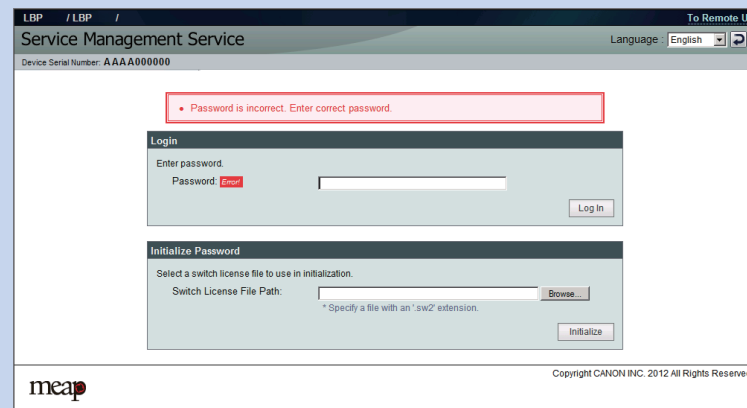 LBP / LBP /
To Remote U
Service Management Service
Language : English
Device Serial Number: AAAA000000
• Password is incorrect. Enter correct password.
Login
Enter password.
Password: Error!
Log In
Initialize Password
Select a switch license file to use in initialization.
Switch License File Path:
Browse...
* Specify a file with an '.sw2' extension.
Initialize
Copyright CANON INC. 2012 All Rights Reserve
meap